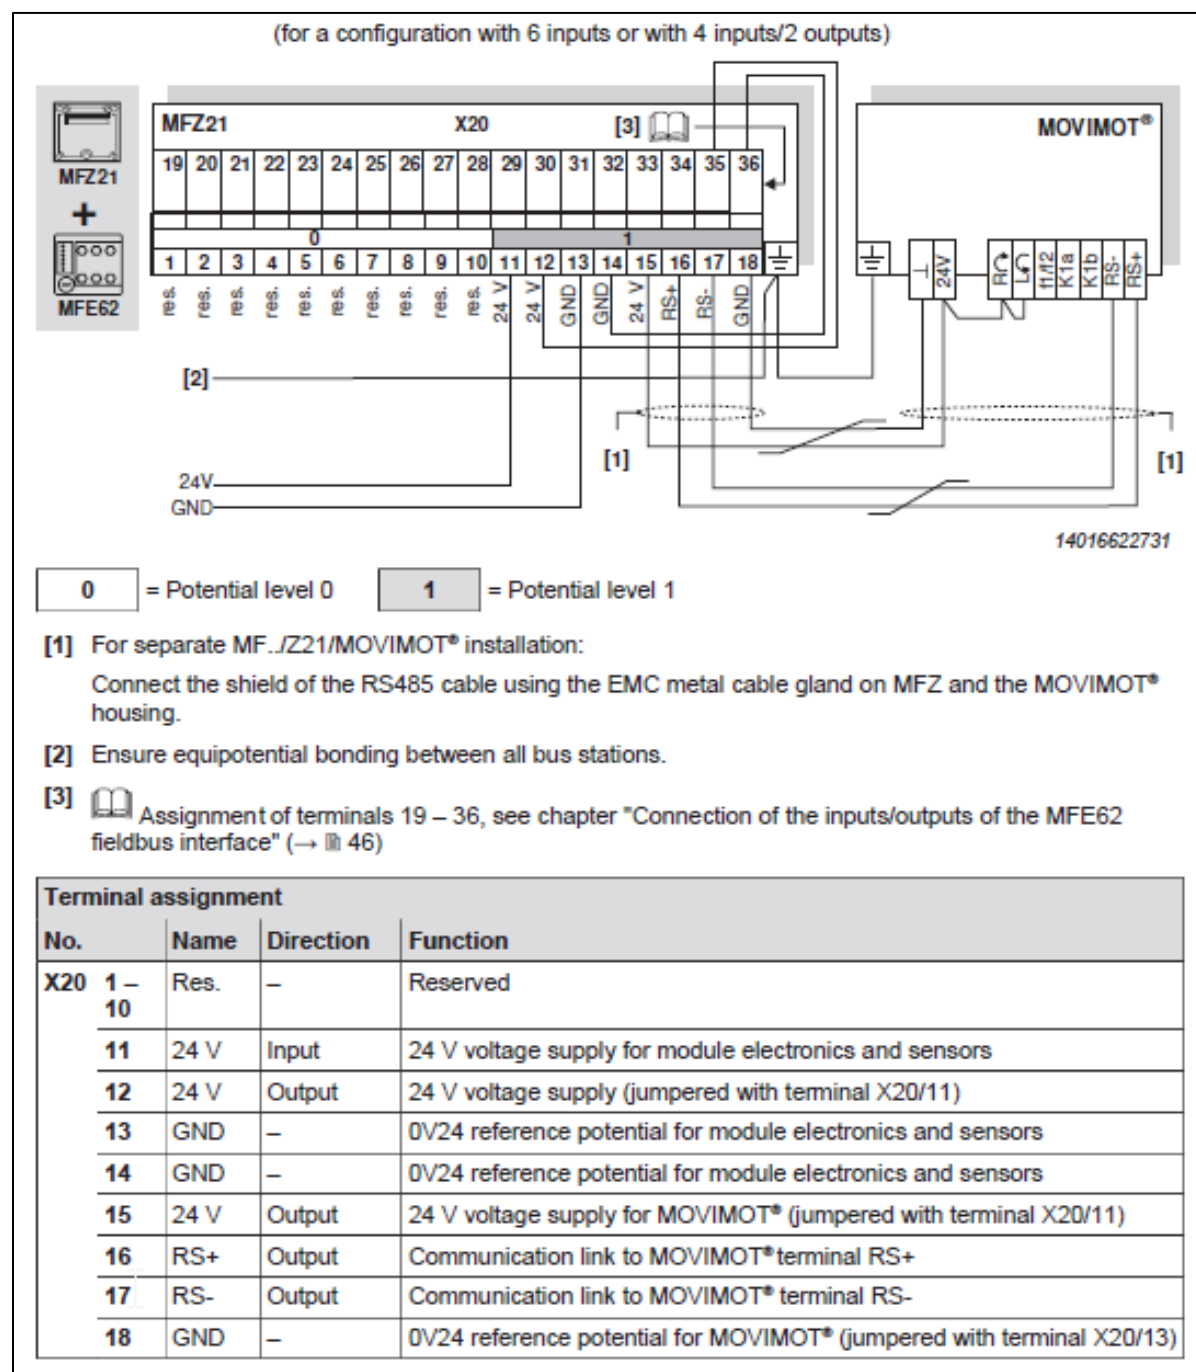 (for a configuration with 6 inputs or with 4 inputs/2 outputs)
MFZ21 X20 [3] MOVIMOT®
19 20 21 22 23 24 25 26 27 28 29 30 31 32 33 34 35 36
MFZ21
+
MFE62
0 1
1 2 3 4 5 6 7 8 9 10 11 12 13 14 15 16 17 18
res. res. res. res. res. res. res. res. res. res. 24 V 24 V GND GND 24 V RS+ RS- GND
⊥ 24V R L f1/f2 K1a K1b RS- RS+
[2]
[1] [1]
24V
GND
14016622731
0 = Potential level 0 1 = Potential level 1
[1] For separate MF../Z21/MOVIMOT® installation:
Connect the shield of the RS485 cable using the EMC metal cable gland on MFZ and the MOVIMOT®
housing.
[2] Ensure equipotential bonding between all bus stations.
[3] Assignment of terminals 19 – 36, see chapter "Connection of the inputs/outputs of the MFE62
fieldbus interface" (→ 46)
Terminal assignment
No. Name Direction Function
X20 1 – 10 Res. – Reserved
11 24 V Input 24 V voltage supply for module electronics and sensors
12 24 V Output 24 V voltage supply (jumpered with terminal X20/11)
13 GND – 0V24 reference potential for module electronics and sensors
14 GND – 0V24 reference potential for module electronics and sensors
15 24 V Output 24 V voltage supply for MOVIMOT® (jumpered with terminal X20/11)
16 RS+ Output Communication link to MOVIMOT® terminal RS+
17 RS- Output Communication link to MOVIMOT® terminal RS-
18 GND – 0V24 reference potential for MOVIMOT® (jumpered with terminal X20/13)